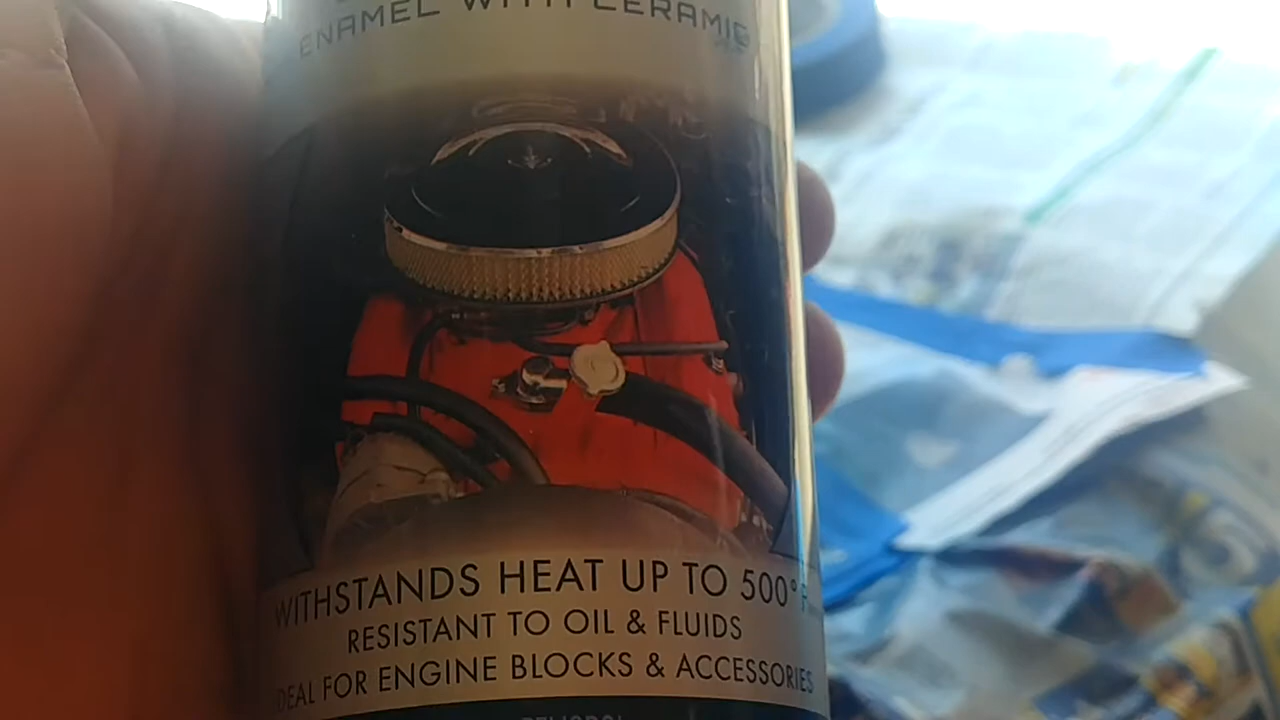 ENAMEL WITH CERAMIC
WITHSTANDS HEAT UP TO 500°F
RESISTANT TO OIL & FLUIDS
IDEAL FOR ENGINE BLOCKS & ACCESSORIES